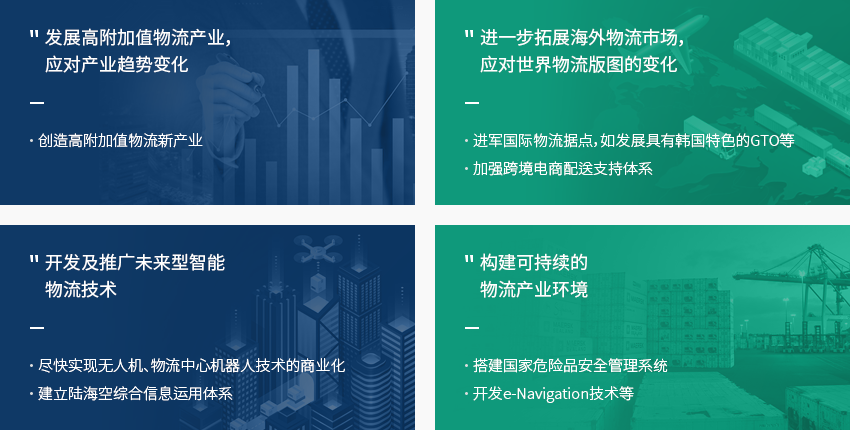 " 发展高附加值物流产业,
应对产业趋势变化
· 创造高附加值物流新产业
" 进一步拓展海外物流市场,
应对世界物流版图的变化
· 进军国际物流据点, 如发展具有韩国特色的GTO等
· 加强跨境电商配送支持体系
" 开发及推广未来型智能
物流技术
· 尽快实现无人机、物流中心机器人技术的商业化
· 建立陆海空综合信息运用体系
" 构建可持续的
物流产业环境
· 搭建国家危险品安全管理系统
· 开发e-Navigation技术等